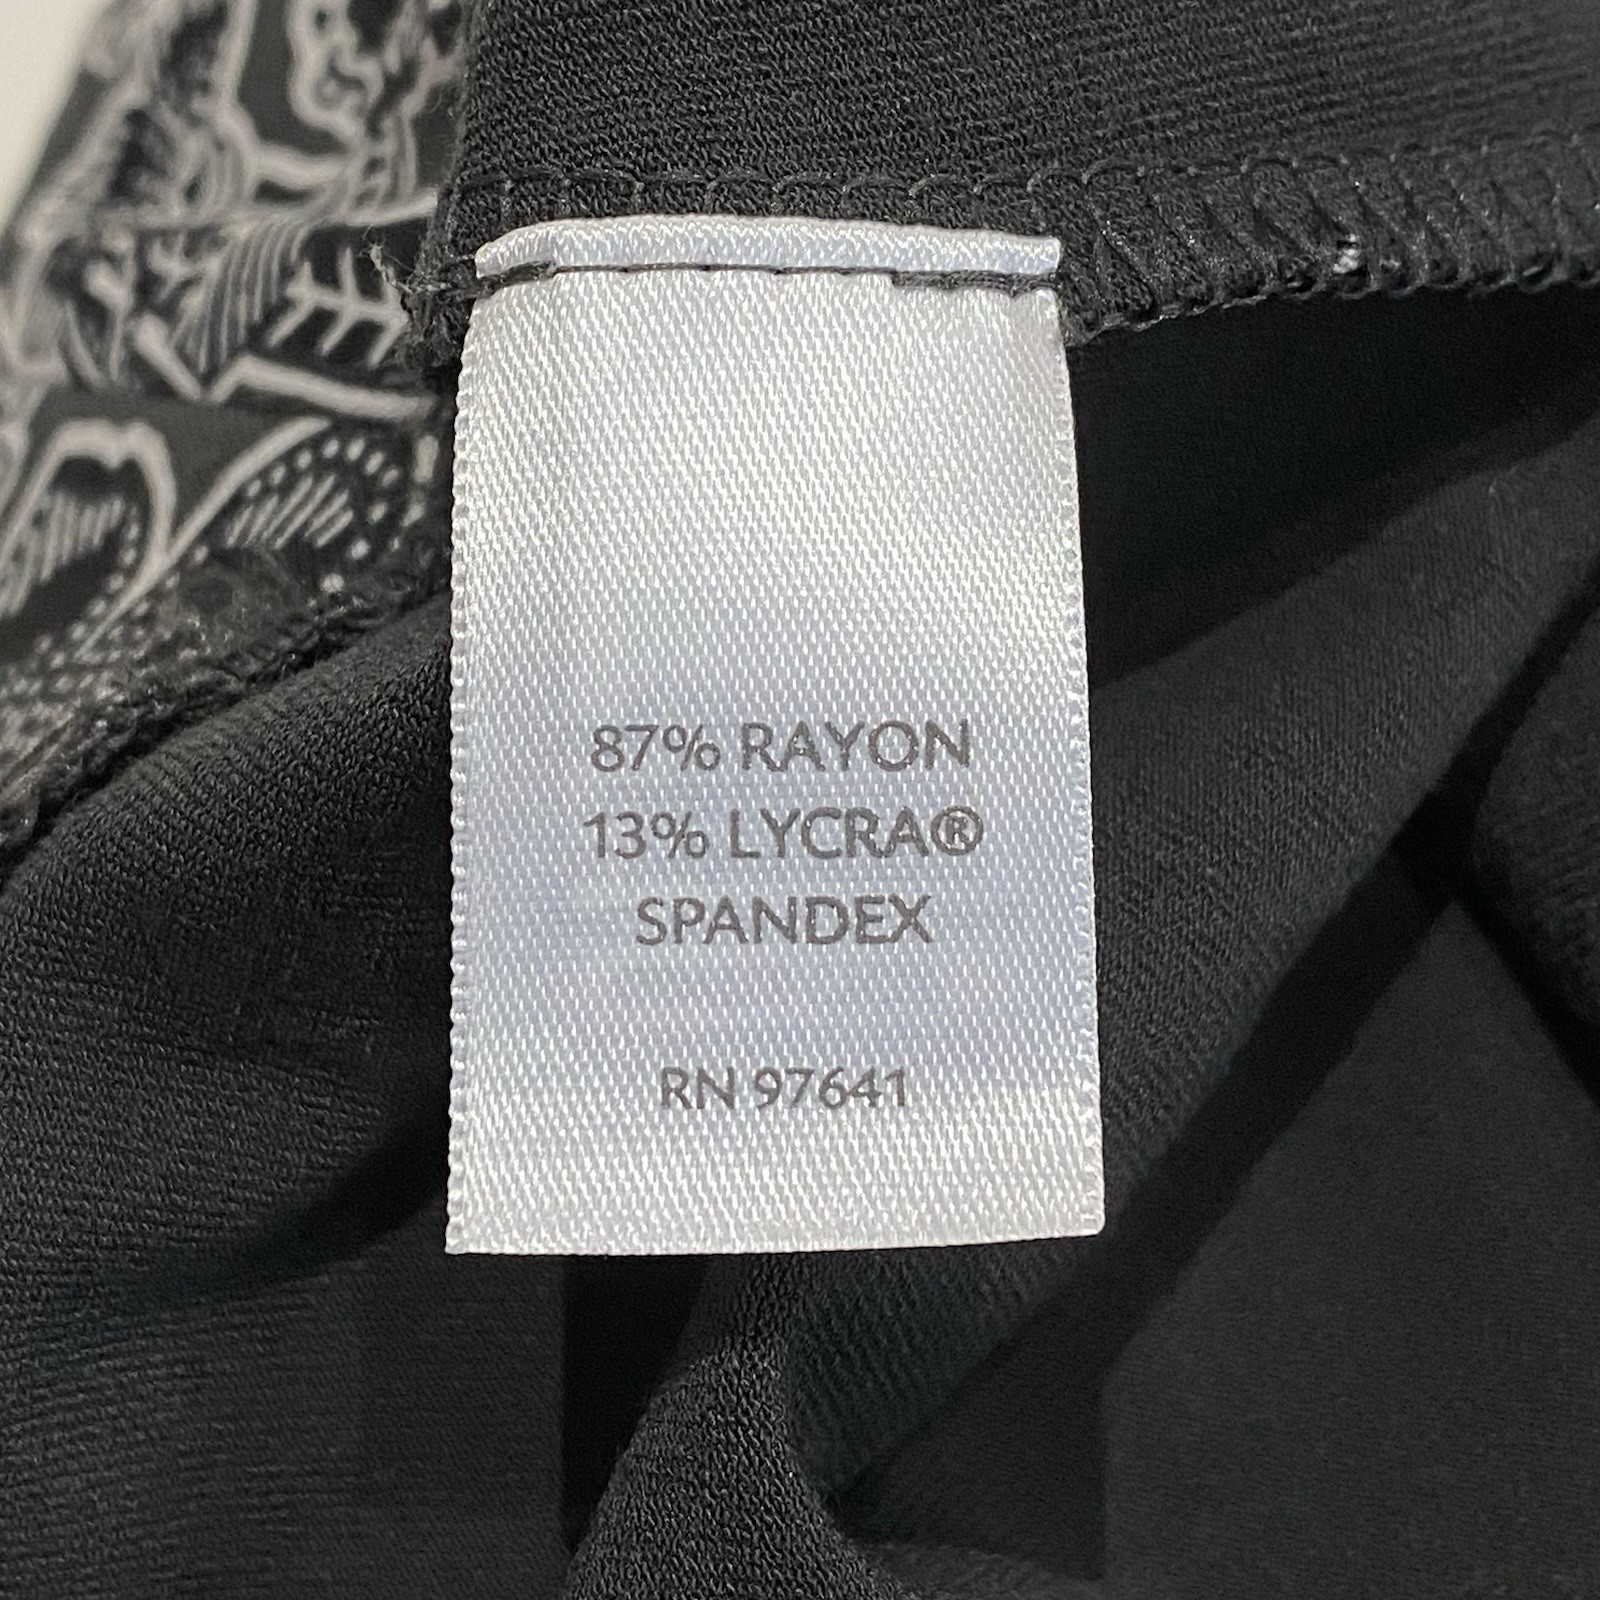 87% RAYON
13% LYCRA®
SPANDEX
RN 97641